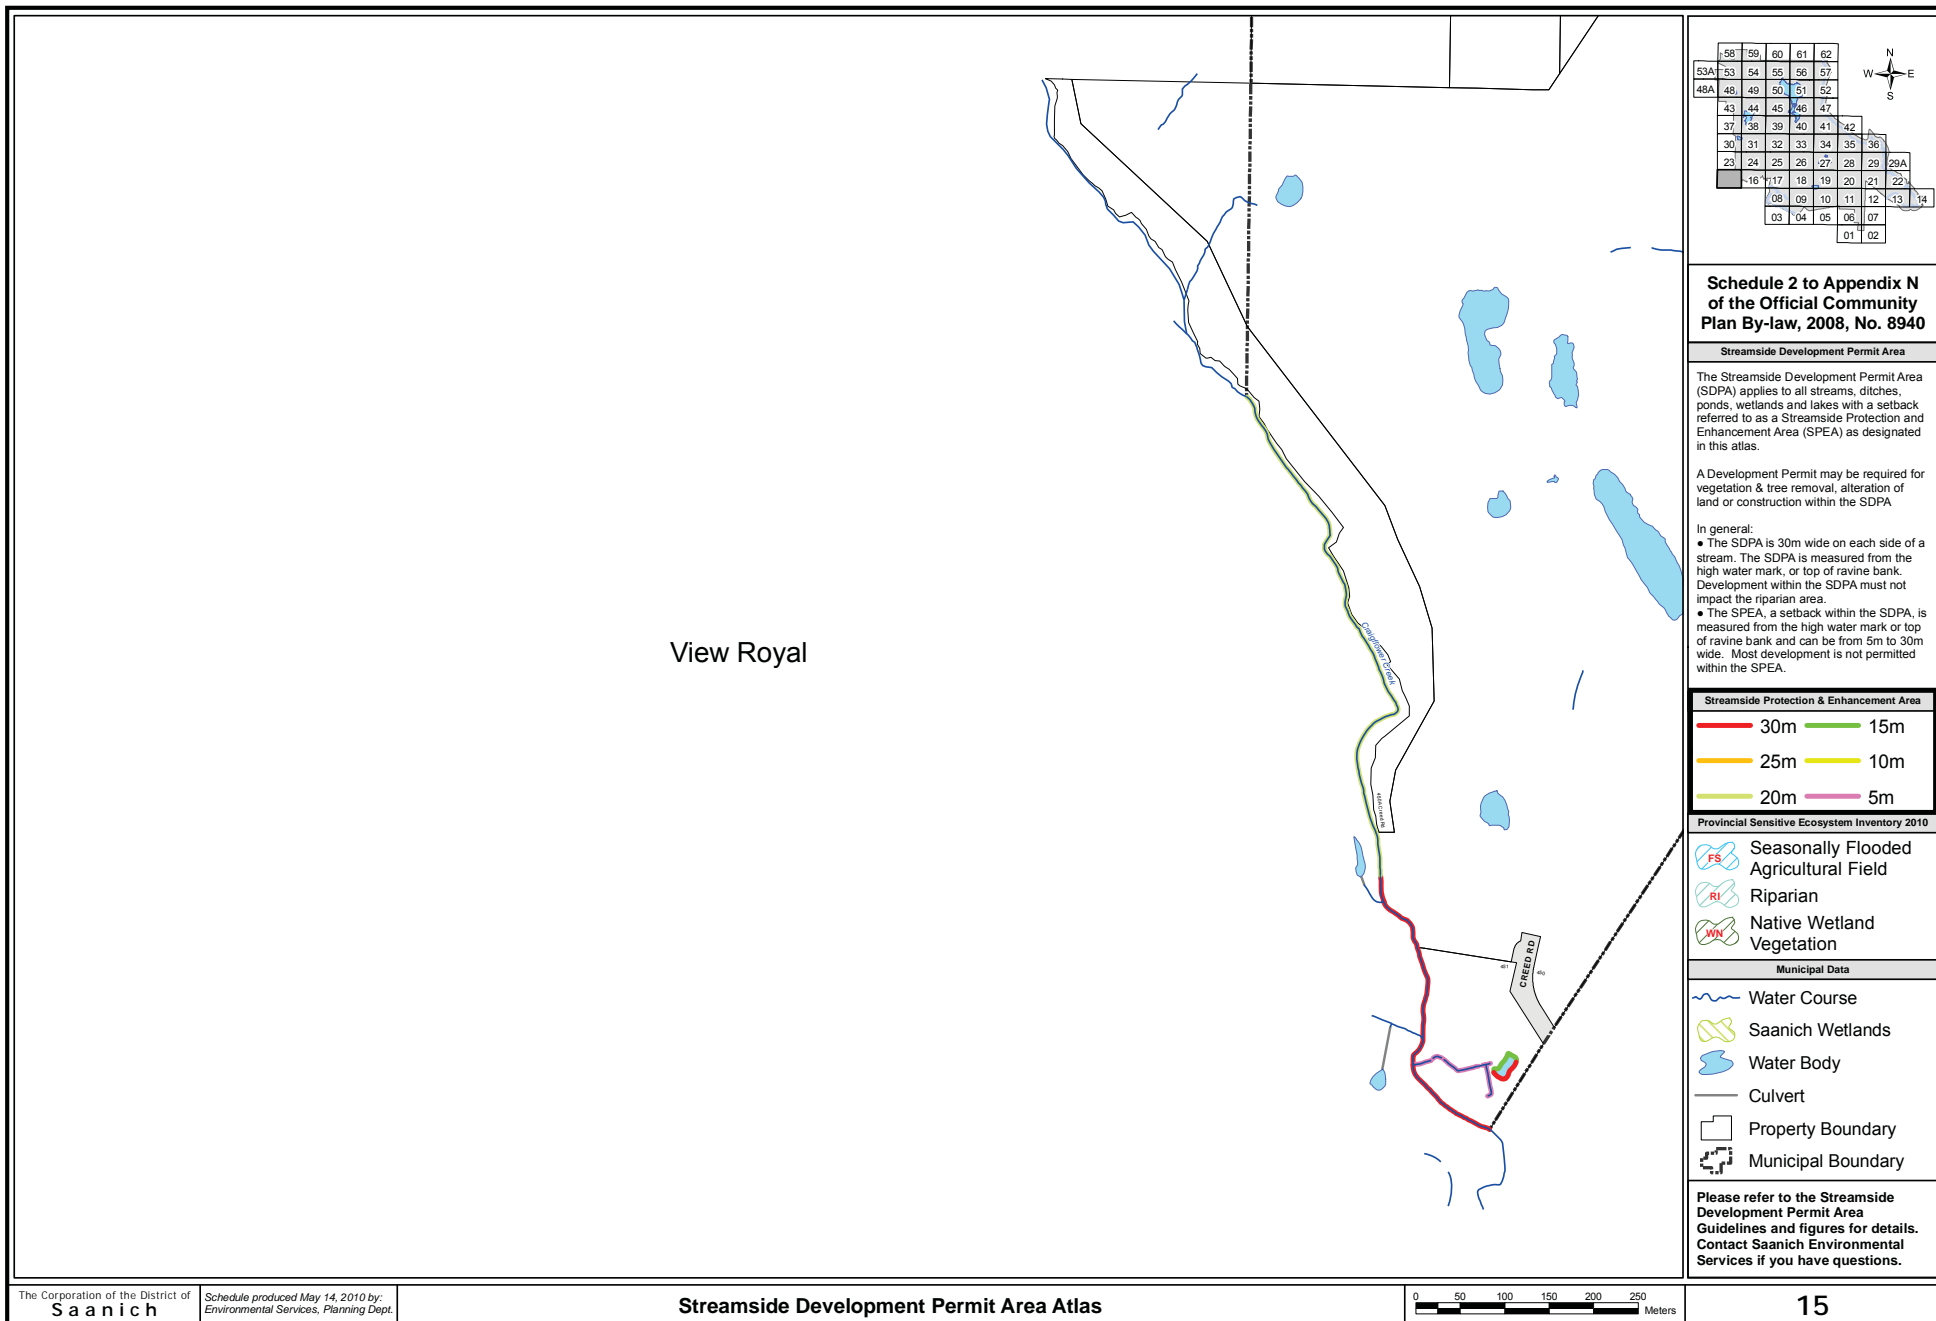 View Royal
Craigflower Creek
CREED RD
451
450
58 59 60 61 62
53A 53 54 55 56 57
48A 48 49 50 51 52
43 44 45 46 47
37 38 39 40 41 42
30 31 32 33 34 35 36
23 24 25 26 27 28 29 29A
16 17 18 19 20 21 22
08 09 10 11 12 13 14
03 04 05 06 07
01 02
N
W E
S
Schedule 2 to Appendix N
of the Official Community
Plan By-law, 2008, No. 8940
Streamside Development Permit Area
The Streamside Development Permit Area
(SDPA) applies to all streams, ditches,
ponds, wetlands and lakes with a setback
referred to as a Streamside Protection and
Enhancement Area (SPEA) as designated
in this atlas.
A Development Permit may be required for
vegetation & tree removal, alteration of
land or construction within the SDPA
In general:
● The SDPA is 30m wide on each side of a
stream. The SDPA is measured from the
high water mark, or top of ravine bank.
Development within the SDPA must not
impact the riparian area.
● The SPEA, a setback within the SDPA, is
measured from the high water mark or top
of ravine bank and can be from 5m to 30m
wide. Most development is not permitted
within the SPEA.
Streamside Protection & Enhancement Area
30m 15m
25m 10m
20m 5m
Provincial Sensitive Ecosystem Inventory 2010
FS Seasonally Flooded
Agricultural Field
RI Riparian
WN Native Wetland
Vegetation
Municipal Data
Water Course
Saanich Wetlands
Water Body
Culvert
Property Boundary
Municipal Boundary
Please refer to the Streamside
Development Permit Area
Guidelines and figures for details.
Contact Saanich Environmental
Services if you have questions.
The Corporation of the District of
Saanich
Schedule produced May 14, 2010 by:
Environmental Services, Planning Dept.
Streamside Development Permit Area Atlas
0 50 100 150 200 250
Meters
15